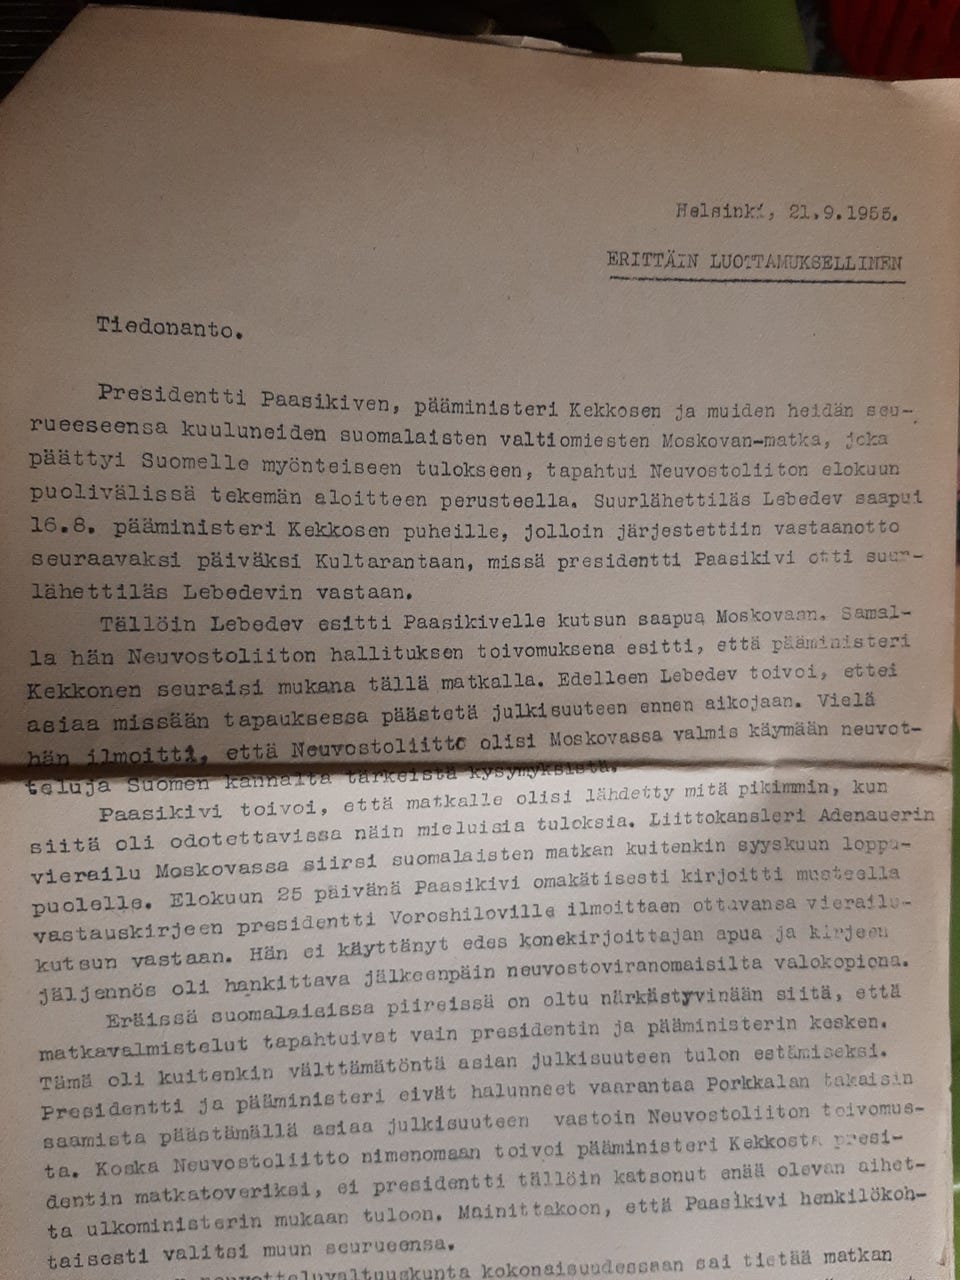 Helsinki, 21.9.1955.
ERITTÄIN LUOTTAMUKSELLINEN
Tiedonanto.
Presidentti Paasikiven, pääministeri Kekkosen ja muiden heidän seu-
rueeseensa kuuluneiden suomalaisten valtiomiesten Moskovan-matka, joka
päättyi Suomelle myönteiseen tulokseen, tapahtui Neuvostoliiton elokuun
puolivälissä tekemän aloitteen perusteella. Suurlähettiläs Lebedev saapui
16.8. pääministeri Kekkosen puheille, jolloin järjestettiin vastaanotto
seuraavaksi päiväksi Kultarantaan, missä presidentti Paasikivi otti suur-
lähettiläs Lebedevin vastaan.
Tällöin Lebedev esitti Paasikivelle kutsun saapua Moskovaan. Samal-
la hän Neuvostoliiton hallituksen toivomuksena esitti, että pääministeri
Kekkonen seuraisi mukana tällä matkalla. Edelleen Lebedev toivoi, ettei
asiaa missään tapauksessa päästetä julkisuuteen ennen aikojaan. Vielä
hän ilmoitti, että Neuvostoliitto olisi Moskovassa valmis käymään neuvot-
teluja Suomen kannalta tärkeistä kysymyksistä.
Paasikivi toivoi, että matkalle olisi lähdetty mitä pikimmin, kun
siitä oli odotettavissa näin mieluisia tuloksia. Liittokansleri Adenauerin
vierailu Moskovassa siirsi suomalaisten matkan kuitenkin syyskuun loppu-
puolelle. Elokuun 25 päivänä Paasikivi omakätisesti kirjoitti musteella
vastauskirjeen presidentti Voroshiloville ilmoittaen ottavansa vierailu-
kutsun vastaan. Hän ei käyttänyt edes konekirjoittajan apua ja kirjeen
jäljennös oli hankittava jälkeenpäin neuvostoviranomaisilta valokopiona.
Eräissä suomalaisissa piireissä on oltu närkästyvinään siitä, että
matkavalmistelut tapahtuivat vain presidentin ja pääministerin kesken.
Tämä oli kuitenkin välttämätöntä asian julkisuuteen tulon estämiseksi.
Presidentti ja pääministeri eivät halunneet vaarantaa Porkkalan takaisin
saamista päästämällä asiaa julkisuuteen vastoin Neuvostoliiton toivomus-
ta. Koska Neuvostoliitto nimenomaan toivoi pääministeri Kekkosta presi-
dentin matkatoveriksi, ei presidentti tällöin katsonut enää olevan aihet-
ta ulkoministerin mukaan tuloon. Mainittakoon, että Paasikivi henkilökoh-
taisesti valitsi muun seurueensa.
kokonaisuudessaan sai tietää matkan